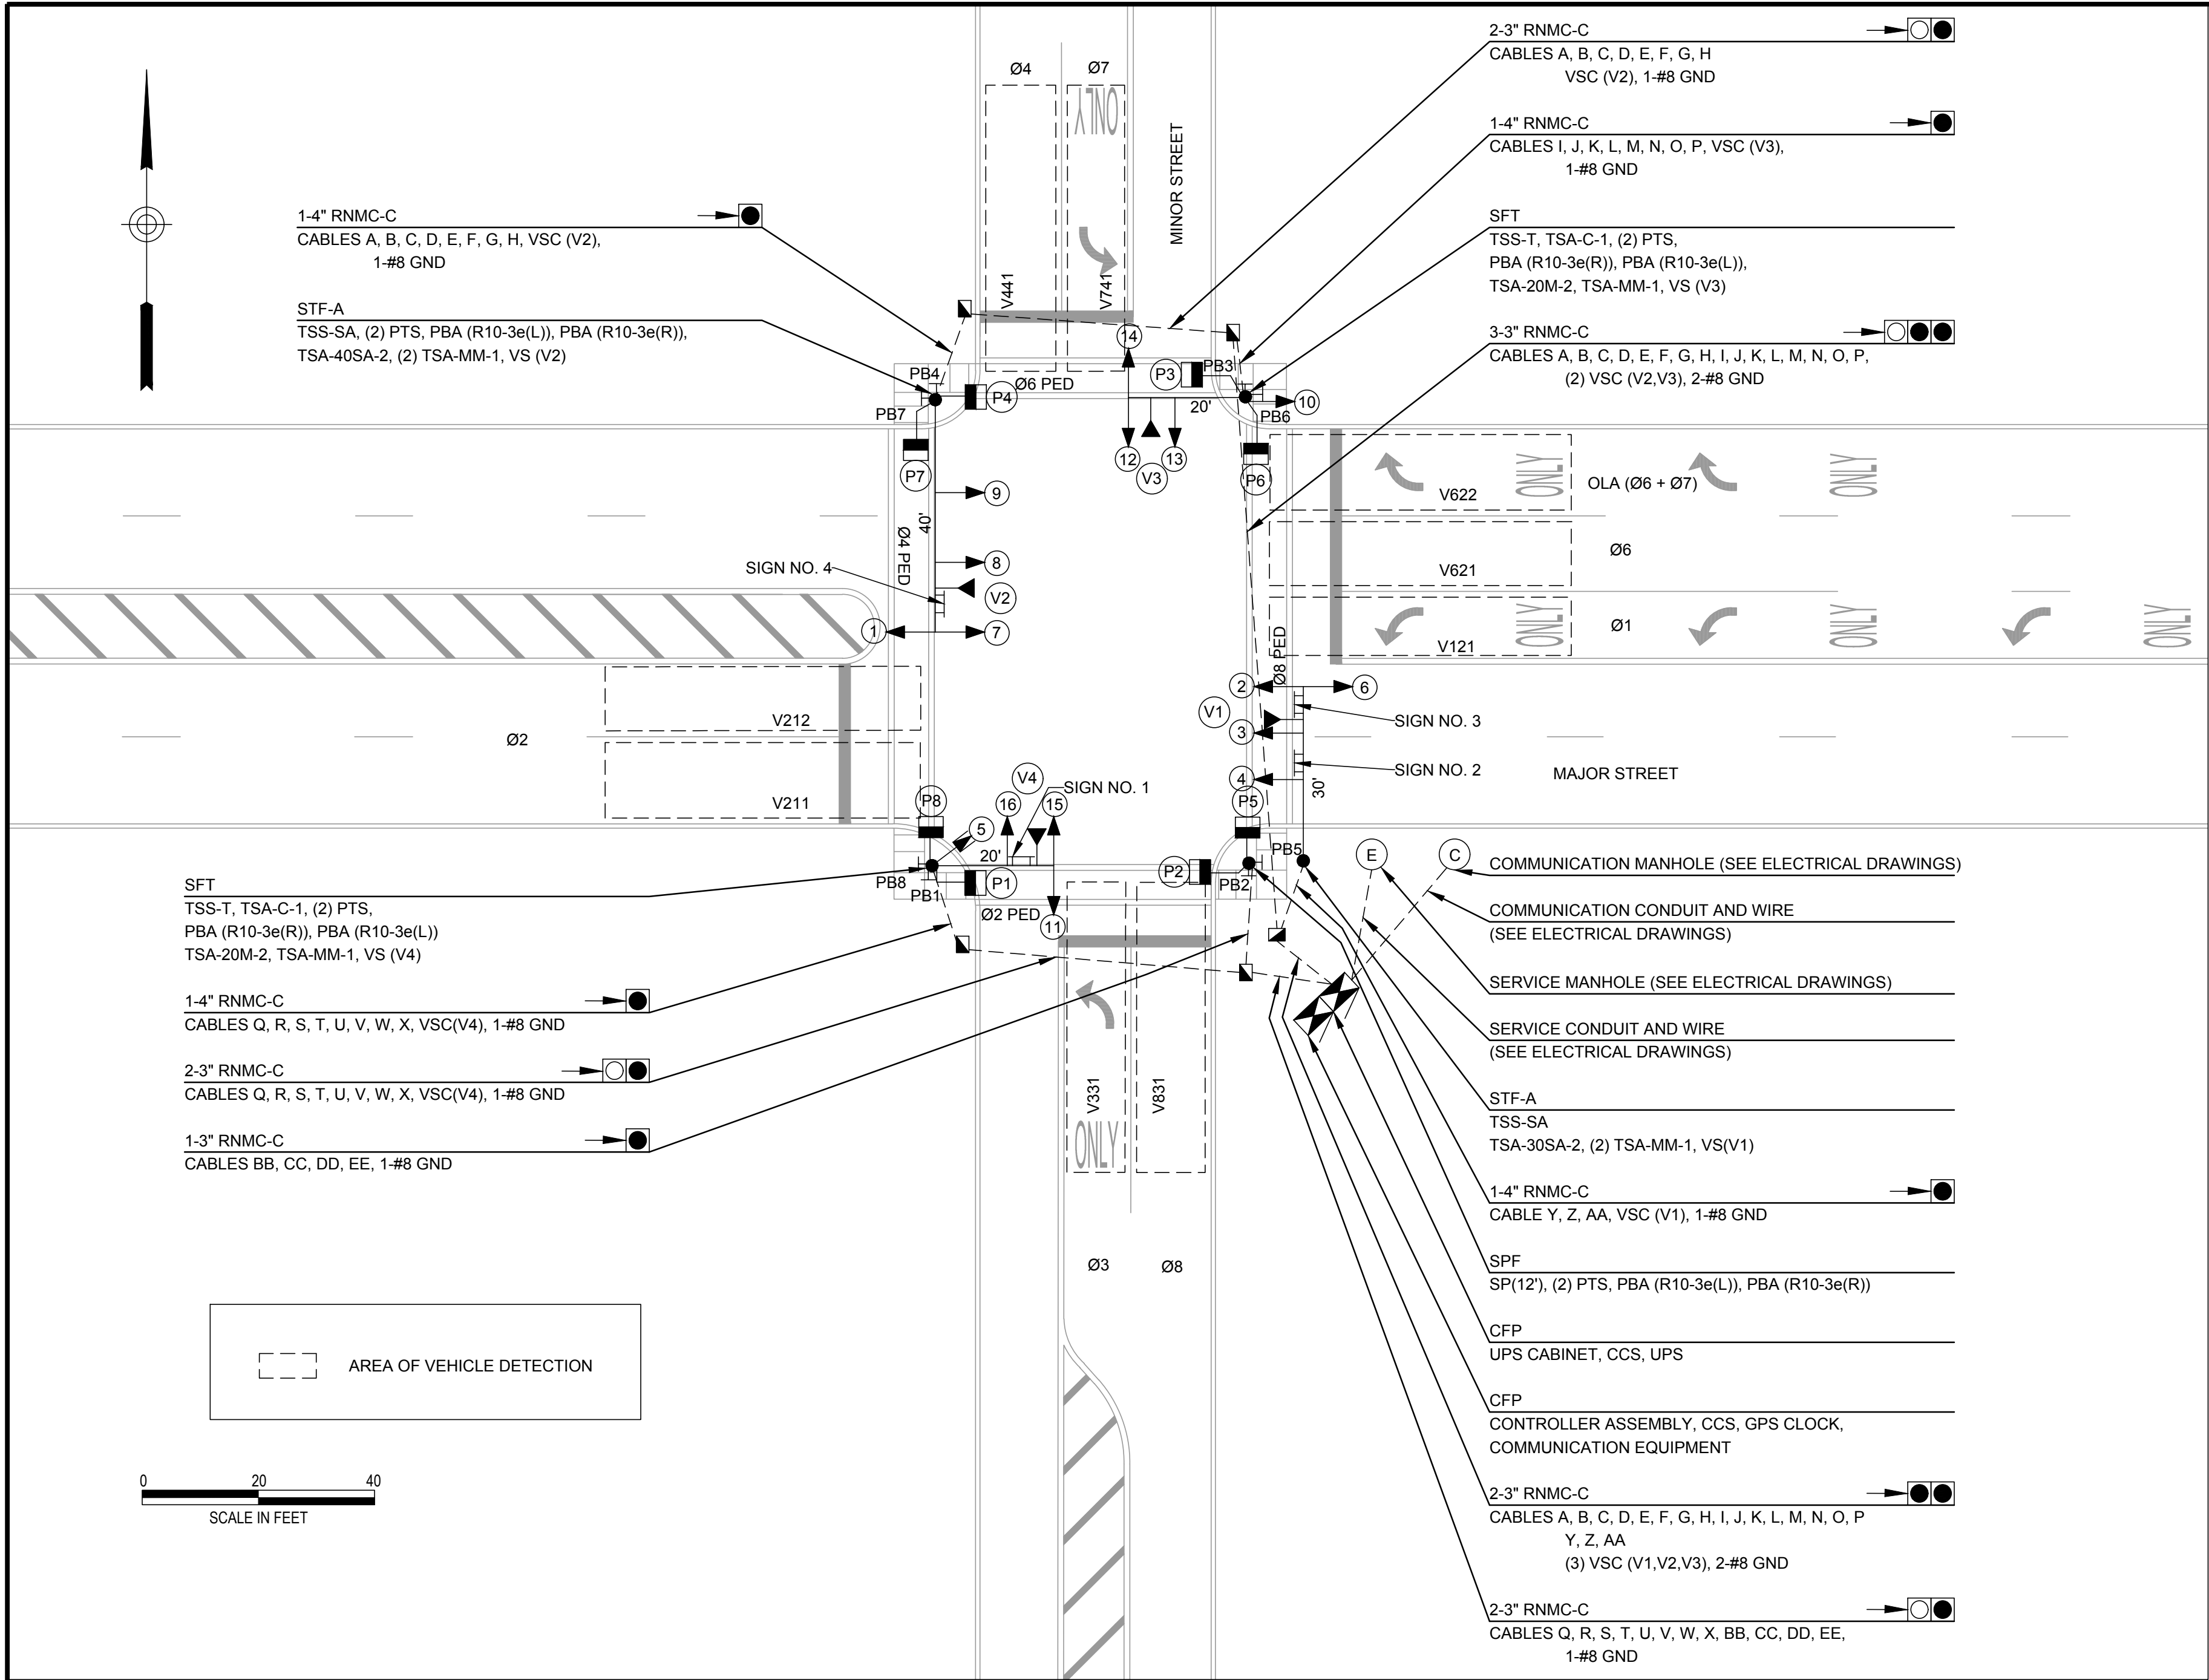 1-4" RNMC-C
CABLES A, B, C, D, E, F, G, H, VSC (V2),
1-#8 GND
STF-A
TSS-SA, (2) PTS, PBA (R10-3e(L)), PBA (R10-3e(R)),
TSA-40SA-2, (2) TSA-MM-1, VS (V2)
Ø4
Ø7
ONLY
MINOR STREET
V441
V741
14
PB4
Ø6 PED
P4
P3
PB3
20'
10
PB7
PB6
12
13
V3
P7
P6
9
40'
Ø4 PED
8
SIGN NO. 4
V2
1
7
V622
ONLY
OLA (Ø6 + Ø7)
ONLY
Ø6
V621
ONLY
Ø1
ONLY
ONLY
V121
Ø8 PED
2
6
V1
SIGN NO. 3
3
V212
Ø2
SIGN NO. 2
4
30'
MAJOR STREET
V211
P8
V4
SIGN NO. 1
16
15
P5
5
20'
PB5
PB8
PB1
P1
P2
PB2
Ø2 PED
11
E
C
V331
V831
ONLY
Ø3
Ø8
SFT
TSS-T, TSA-C-1, (2) PTS,
PBA (R10-3e(R)), PBA (R10-3e(L))
TSA-20M-2, TSA-MM-1, VS (V4)
1-4" RNMC-C
CABLES Q, R, S, T, U, V, W, X, VSC(V4), 1-#8 GND
2-3" RNMC-C
CABLES Q, R, S, T, U, V, W, X, VSC(V4), 1-#8 GND
1-3" RNMC-C
CABLES BB, CC, DD, EE, 1-#8 GND
AREA OF VEHICLE DETECTION
0 20 40
SCALE IN FEET
2-3" RNMC-C
CABLES A, B, C, D, E, F, G, H
VSC (V2), 1-#8 GND
1-4" RNMC-C
CABLES I, J, K, L, M, N, O, P, VSC (V3),
1-#8 GND
SFT
TSS-T, TSA-C-1, (2) PTS,
PBA (R10-3e(R)), PBA (R10-3e(L)),
TSA-20M-2, TSA-MM-1, VS (V3)
3-3" RNMC-C
CABLES A, B, C, D, E, F, G, H, I, J, K, L, M, N, O, P,
(2) VSC (V2,V3), 2-#8 GND
COMMUNICATION MANHOLE (SEE ELECTRICAL DRAWINGS)
COMMUNICATION CONDUIT AND WIRE
(SEE ELECTRICAL DRAWINGS)
SERVICE MANHOLE (SEE ELECTRICAL DRAWINGS)
SERVICE CONDUIT AND WIRE
(SEE ELECTRICAL DRAWINGS)
STF-A
TSS-SA
TSA-30SA-2, (2) TSA-MM-1, VS(V1)
1-4" RNMC-C
CABLE Y, Z, AA, VSC (V1), 1-#8 GND
SPF
SP(12'), (2) PTS, PBA (R10-3e(L)), PBA (R10-3e(R))
CFP
UPS CABINET, CCS, UPS
CFP
CONTROLLER ASSEMBLY, CCS, GPS CLOCK,
COMMUNICATION EQUIPMENT
2-3" RNMC-C
CABLES A, B, C, D, E, F, G, H, I, J, K, L, M, N, O, P
Y, Z, AA
(3) VSC (V1,V2,V3), 2-#8 GND
2-3" RNMC-C
CABLES Q, R, S, T, U, V, W, X, BB, CC, DD, EE,
1-#8 GND